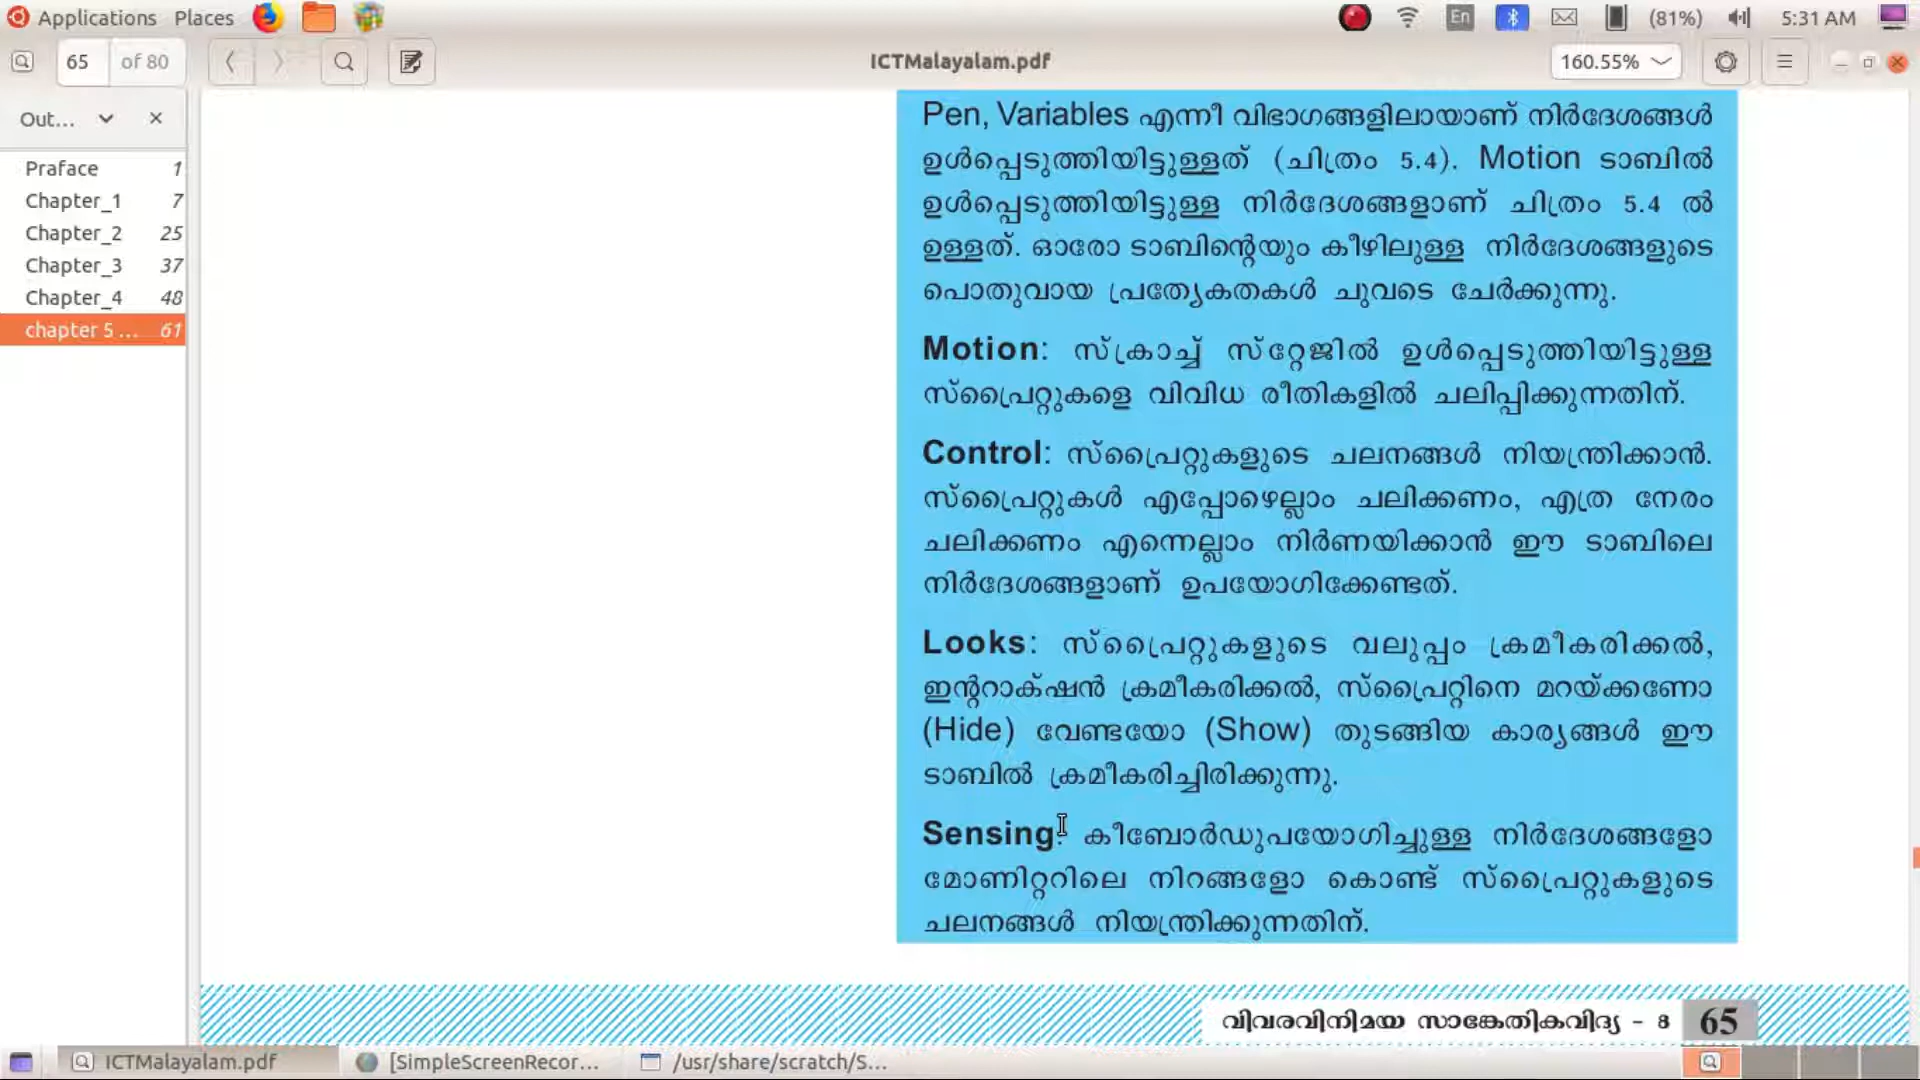 Applications Places En (81%) 5:31 AM
65 of 80 ICTMalayalam.pdf 160.55%
Out...
Praface 1
Chapter_1 7
Chapter_2 25
Chapter_3 37
Chapter_4 48
chapter 5 ... 61
Pen, Variables എന്നീ വിഭാഗങ്ങളിലായാണ് നിർദേശങ്ങൾ
ഉൾപ്പെടുത്തിയിട്ടുള്ളത് (ചിത്രം 5.4). Motion ടാബിൽ
ഉൾപ്പെടുത്തിയിട്ടുള്ള നിർദേശങ്ങളാണ് ചിത്രം 5.4 ൽ
ഉള്ളത്. ഓരോ ടാബിന്റെയും കീഴിലുള്ള നിർദേശങ്ങളുടെ
പൊതുവായ പ്രത്യേകതകൾ ചുവടെ ചേർക്കുന്നു.
Motion: സ്ക്രാച്ച് സ്റ്റേജിൽ ഉൾപ്പെടുത്തിയിട്ടുള്ള
സ്പ്രൈറ്റുകളെ വിവിധ രീതികളിൽ ചലിപ്പിക്കുന്നതിന്.
Control: സ്പ്രൈറ്റുകളുടെ ചലനങ്ങൾ നിയന്ത്രിക്കാൻ.
സ്പ്രൈറ്റുകൾ എപ്പോഴെല്ലാം ചലിക്കണം, എത്ര നേരം
ചലിക്കണം എന്നെല്ലാം നിർണയിക്കാൻ ഈ ടാബിലെ
നിർദേശങ്ങളാണ് ഉപയോഗിക്കേണ്ടത്.
Looks: സ്പ്രൈറ്റുകളുടെ വലുപ്പം ക്രമീകരിക്കൽ,
ഇന്ററാക്ഷൻ ക്രമീകരിക്കൽ, സ്പ്രൈറ്റിനെ മറയ്ക്കണോ
(Hide) വേണ്ടയോ (Show) തുടങ്ങിയ കാര്യങ്ങൾ ഈ
ടാബിൽ ക്രമീകരിച്ചിരിക്കുന്നു.
Sensing: കീബോർഡുപയോഗിച്ചുള്ള നിർദേശങ്ങളോ
മോണിറ്ററിലെ നിറങ്ങളോ കൊണ്ട് സ്പ്രൈറ്റുകളുടെ
ചലനങ്ങൾ നിയന്ത്രിക്കുന്നതിന്.
വിവരവിനിമയ സാങ്കേതികവിദ്യ - 8 65
ICTMalayalam.pdf [SimpleScreenRecor... /usr/share/scratch/S...